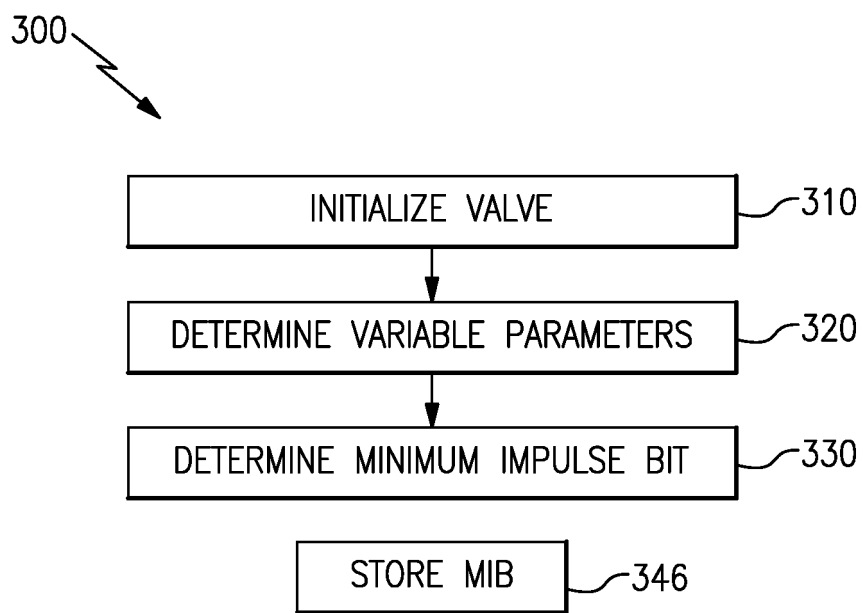 300
INITIALIZE VALVE
310
DETERMINE VARIABLE PARAMETERS
320
DETERMINE MINIMUM IMPULSE BIT
330
STORE MIB
346